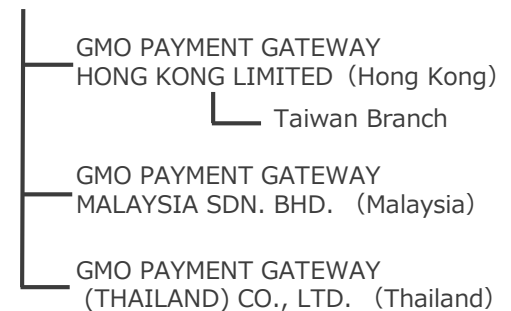 GMO PAYMENT GATEWAY
HONG KONG LIMITED（Hong Kong）
Taiwan Branch
GMO PAYMENT GATEWAY
MALAYSIA SDN. BHD. （Malaysia）
GMO PAYMENT GATEWAY
(THAILAND) CO., LTD. （Thailand）